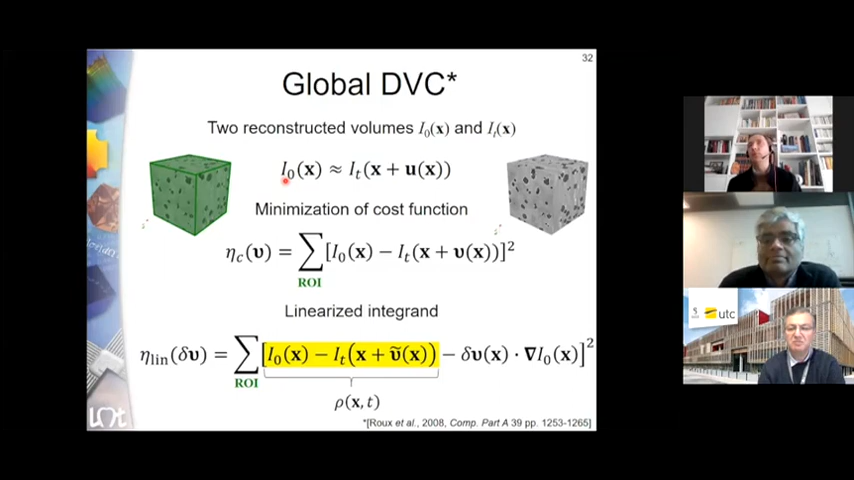 32
Global DVC*
Two reconstructed volumes I₀(x) and Iₜ(x)
I₀(x) ≈ Iₜ(x + u(x))
Minimization of cost function
η_c(υ) = ∑ [I₀(x) − Iₜ(x + υ(x))]²
ROI
Linearized integrand
η_lin(δυ) = ∑ [I₀(x) − Iₜ(x + υ̃(x)) − δυ(x) · ∇I₀(x)]²
ROI
ρ(x, t)
*[Roux et al., 2008, Comp. Part A 39 pp. 1253-1265]
utc